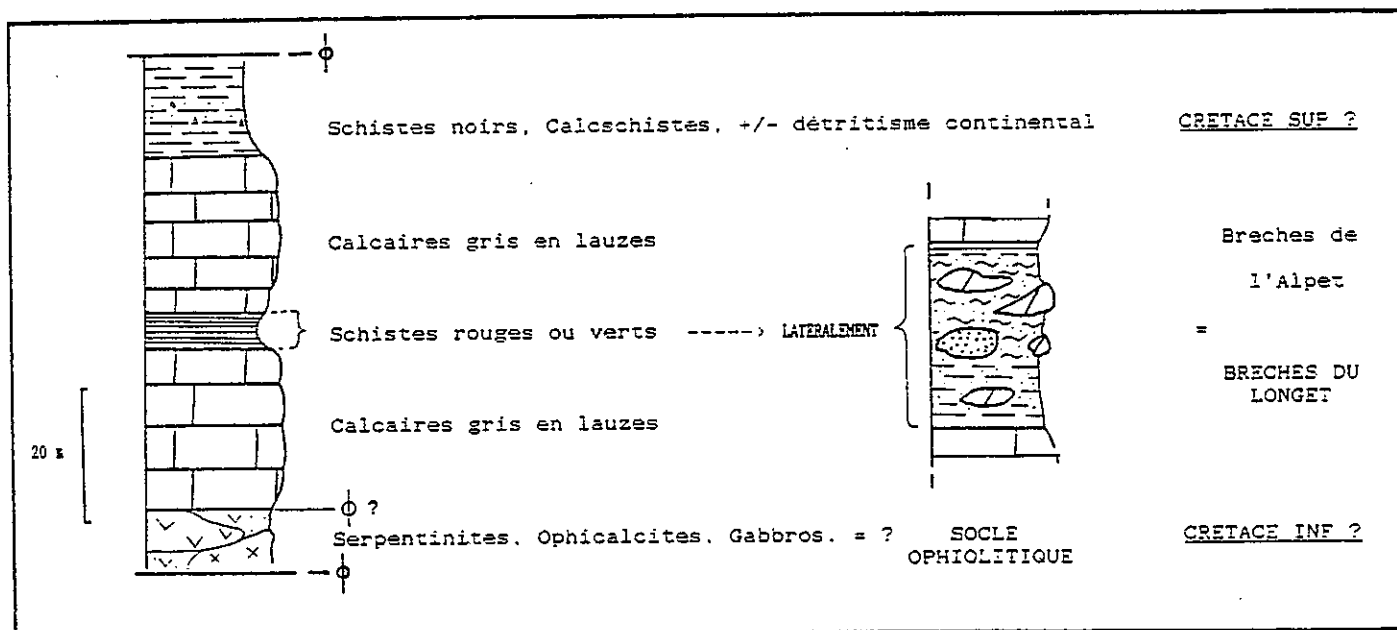 Schistes noirs, Calcschistes, +/- détritisme continental
CRETACE SUP ?
Calcaires gris en lauzes
Breches de
l'Alpet
Schistes rouges ou verts -----> LATERALEMENT
=
BRECHES DU
LONGET
Calcaires gris en lauzes
20 m
?
Serpentinites, Ophicalcites, Gabbros. = ?
SOCLE
OPHIOLITIQUE
CRETACE INF ?